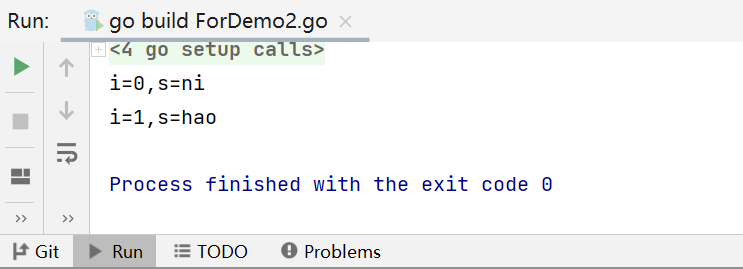 Run: go build ForDemo2.go
<4 go setup calls>
i=0,s=ni
i=1,s=hao
Process finished with the exit code 0
Git Run TODO Problems